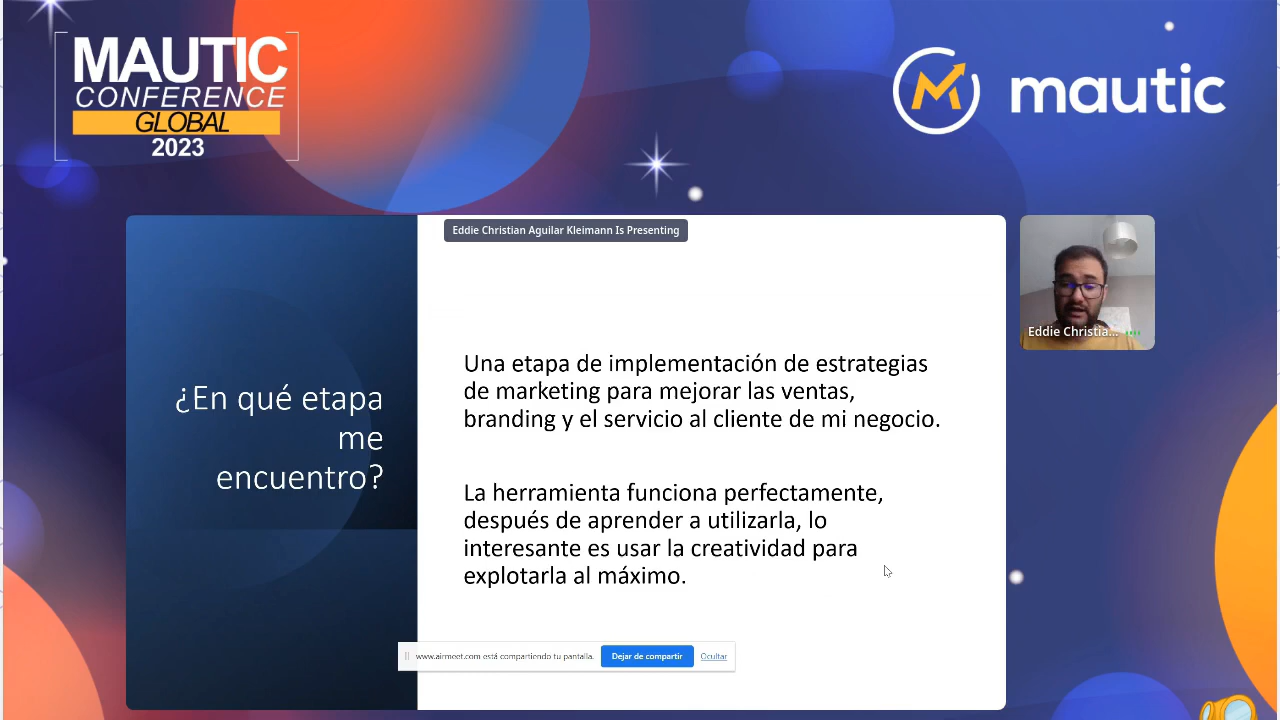 MAUTIC
CONFERENCE
GLOBAL
2023
mautic
Eddie Christian Aguilar Kleimann Is Presenting
Eddie Christia...
¿En qué etapa
me
encuentro?
Una etapa de implementación de estrategias
de marketing para mejorar las ventas,
branding y el servicio al cliente de mi negocio.
La herramienta funciona perfectamente,
después de aprender a utilizarla, lo
interesante es usar la creatividad para
explotarla al máximo.
www.airmeet.com está compartiendo tu pantalla.
Dejar de compartir
Ocultar